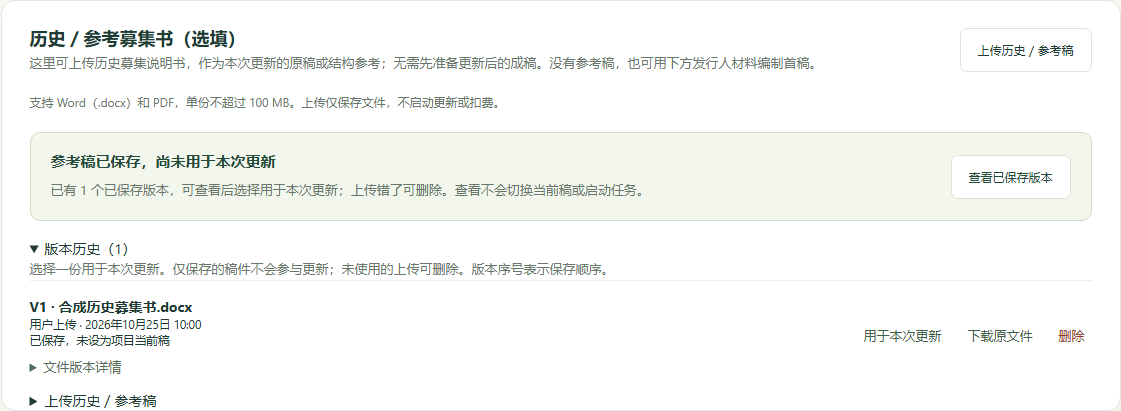 历史 / 参考募集书（选填）
上传历史 / 参考稿
这里可上传历史募集说明书，作为本次更新的原稿或结构参考；无需先准备更新后的成稿。没有参考稿，也可用下方发行人材料编制首稿。
支持 Word（.docx）和 PDF，单份不超过 100 MB。上传仅保存文件，不启动更新或扣费。
参考稿已保存，尚未用于本次更新
已有 1 个已保存版本，可查看后选择用于本次更新；上传错了可删除。查看不会切换当前稿或启动任务。
查看已保存版本
▼ 版本历史（1）
选择一份用于本次更新。仅保存的稿件不会参与更新；未使用的上传可删除。版本序号表示保存顺序。
V1 · 合成历史募集书.docx
用户上传 · 2026年10月25日 10:00
已保存，未设为项目当前稿
用于本次更新 下载原文件 删除
▶ 文件版本详情
▶ 上传历史 / 参考稿